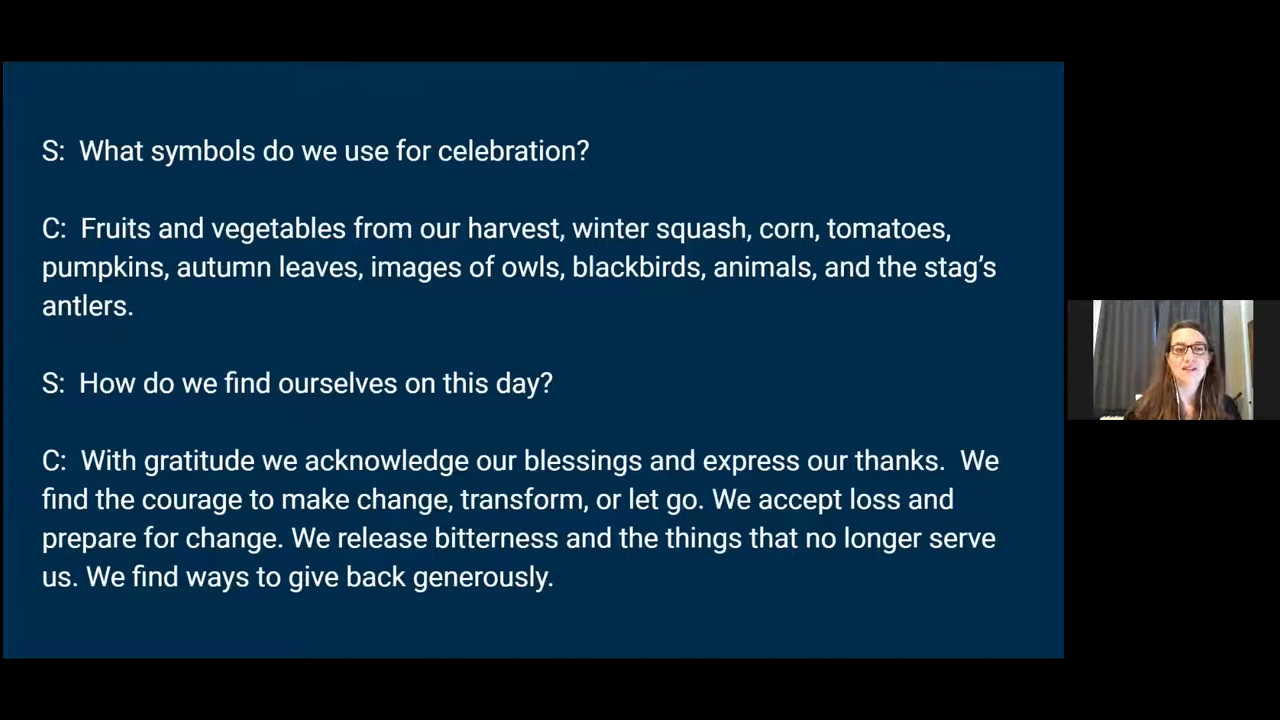 S:  What symbols do we use for celebration?
C:  Fruits and vegetables from our harvest, winter squash, corn, tomatoes,
pumpkins, autumn leaves, images of owls, blackbirds, animals, and the stag’s
antlers.
S:  How do we find ourselves on this day?
C:  With gratitude we acknowledge our blessings and express our thanks.  We
find the courage to make change, transform, or let go. We accept loss and
prepare for change. We release bitterness and the things that no longer serve
us. We find ways to give back generously.